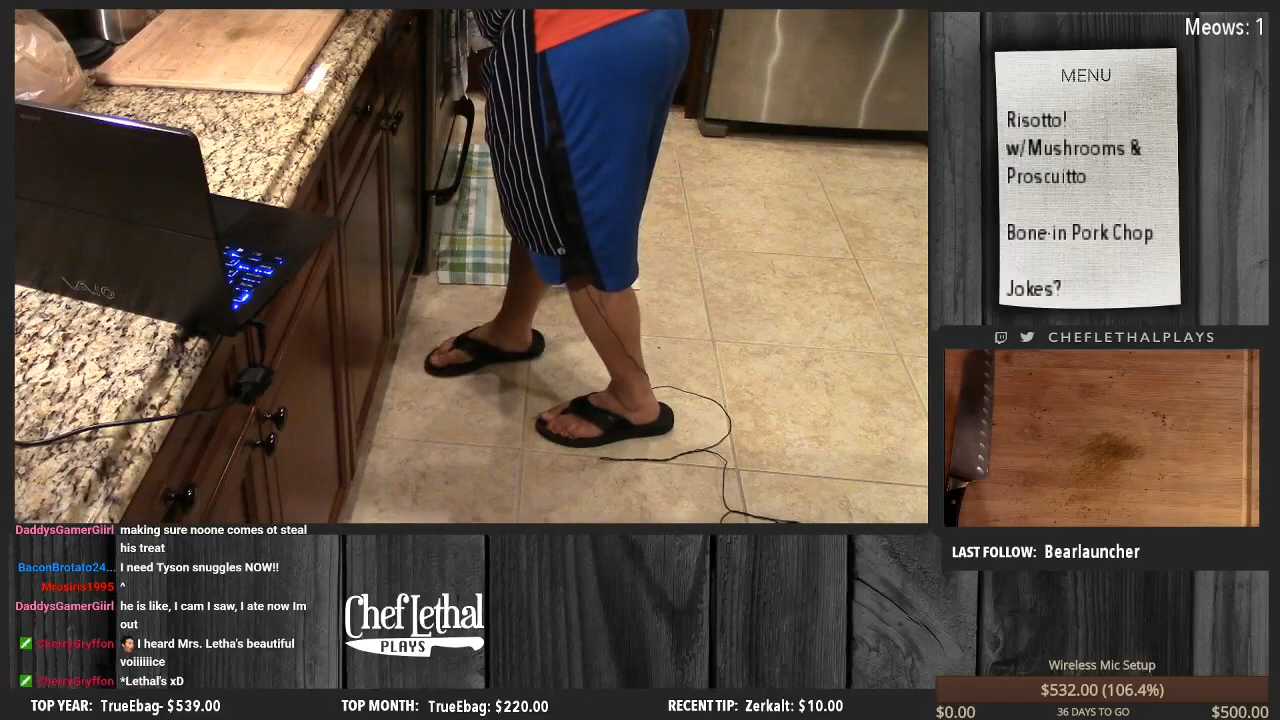 Meows: 1
MENU
Risotto!
w/Mushrooms &
Proscuitto
Bone-in Pork Chop
Jokes?
SONY
VAIO
CHEFLETHALPLAYS
DaddysGamerGiirl making sure noone comes ot steal
his treat
BaconBrotato24... I need Tyson snuggles NOW!!
Mrosiris1995 ^
DaddysGamerGiirl he is like, I cam I saw, I ate now Im
out
CherryGryffon I heard Mrs. Letha's beautiful
voiiiiiice
CherryGryffon *Lethal's xD
Chef Lethal
PLAYS
LAST FOLLOW: Bearlauncher
Wireless Mic Setup
$532.00 (106.4%)
$0.00 36 DAYS TO GO $500.00
TOP YEAR: TrueEbag- $539.00
TOP MONTH: TrueEbag: $220.00
RECENT TIP: Zerkalt: $10.00